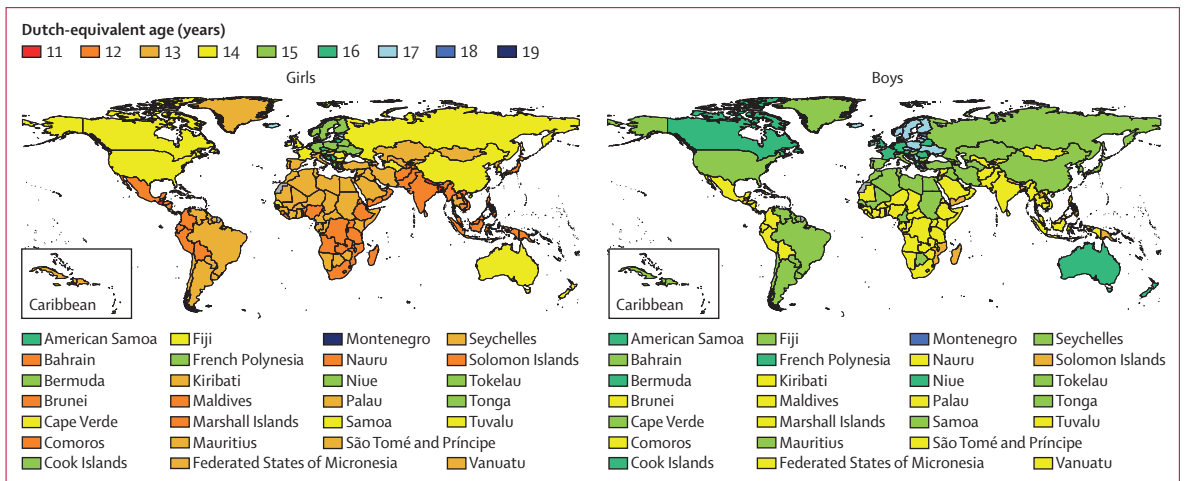 Dutch-equivalent age (years)
11 12 13 14 15 16 17 18 19
Girls
Boys
Caribbean
Caribbean
American Samoa Fiji Montenegro Seychelles
Bahrain French Polynesia Nauru Solomon Islands
Bermuda Kiribati Niue Tokelau
Brunei Maldives Palau Tonga
Cape Verde Marshall Islands Samoa Tuvalu
Comoros Mauritius São Tomé and Príncipe
Cook Islands Federated States of Micronesia Vanuatu
American Samoa Fiji Montenegro Seychelles
Bahrain French Polynesia Nauru Solomon Islands
Bermuda Kiribati Niue Tokelau
Brunei Maldives Palau Tonga
Cape Verde Marshall Islands Samoa Tuvalu
Comoros Mauritius São Tomé and Príncipe
Cook Islands Federated States of Micronesia Vanuatu